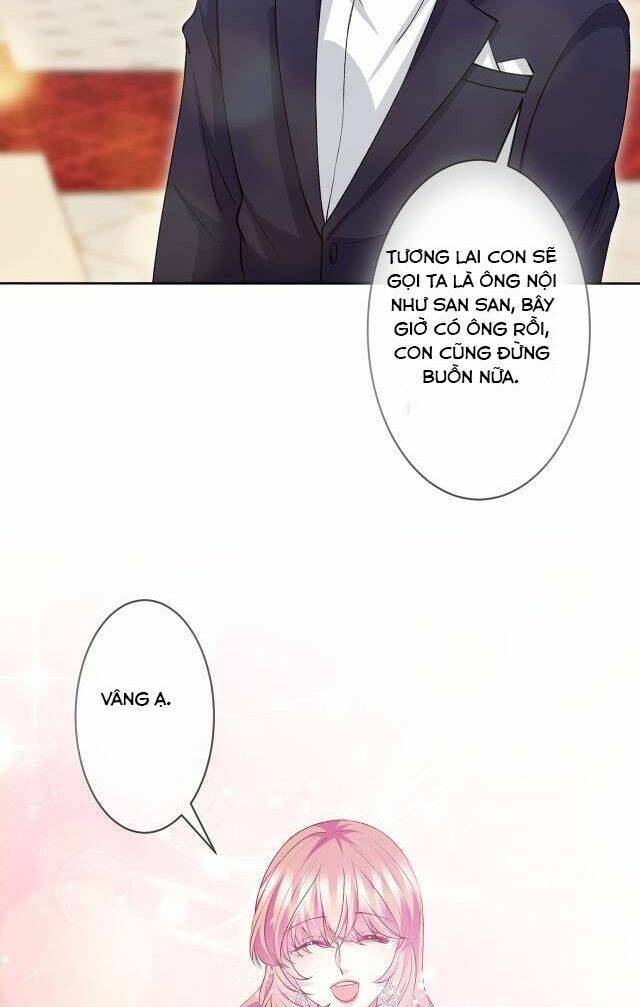 TƯƠNG LAI CON SẼ
GỌI TA LÀ ÔNG NỘI
NHƯ SAN SAN, BÂY
GIỜ CÓ ÔNG RỒI,
CON CŨNG ĐỪNG
BUỒN NỮA.
VÂNG Ạ.